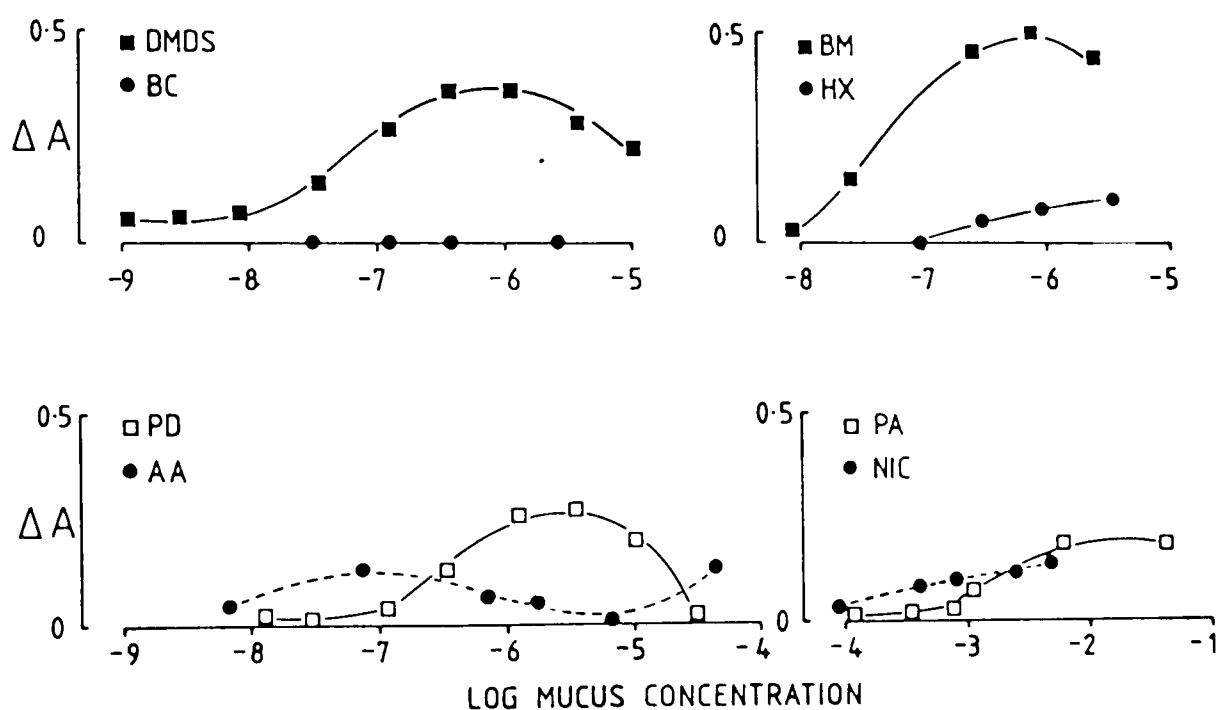 0.5
■ DMDS
● BC
Δ A
0
-9 -8 -7 -6 -5
0.5
■ BM
● HX
0
-8 -7 -6 -5
0.5
□ PD
● AA
Δ A
0
-9 -8 -7 -6 -5 -4
0.5
□ PA
● NIC
0
-4 -3 -2 -1
LOG MUCUS CONCENTRATION